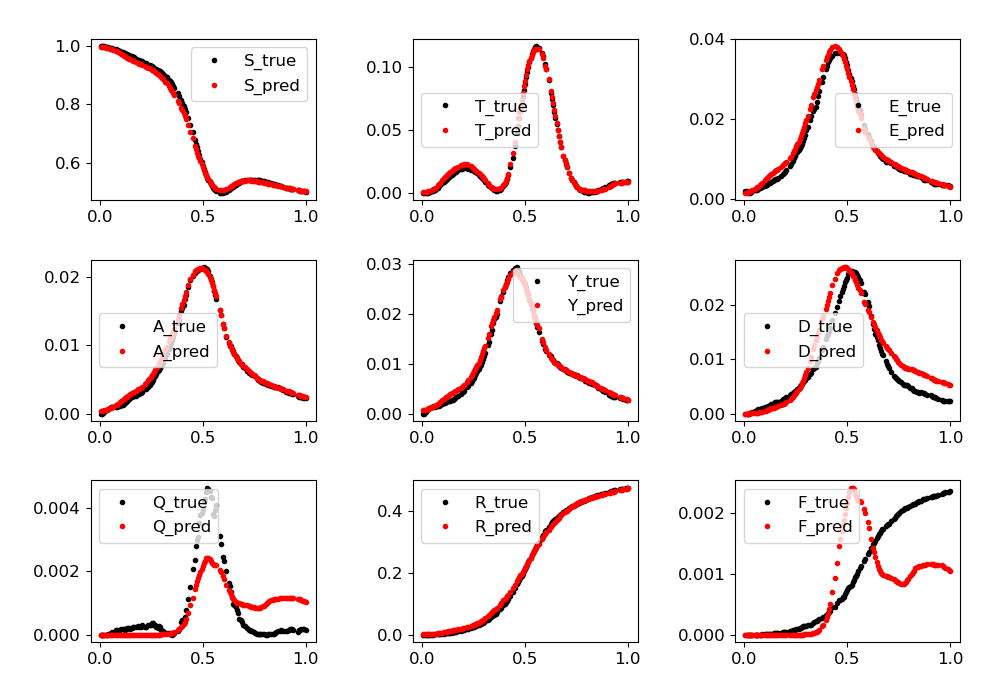 1.0
0.8
0.6
0.0 0.5 1.0
S_true
S_pred
0.10
0.05
0.00
0.0 0.5 1.0
T_true
T_pred
0.04
0.02
0.00
0.0 0.5 1.0
E_true
E_pred
0.02
0.01
0.00
0.0 0.5 1.0
A_true
A_pred
0.03
0.02
0.01
0.00
0.0 0.5 1.0
Y_true
Y_pred
0.02
0.01
0.00
0.0 0.5 1.0
D_true
D_pred
0.004
0.002
0.000
0.0 0.5 1.0
Q_true
Q_pred
0.4
0.2
0.0
0.0 0.5 1.0
R_true
R_pred
0.002
0.001
0.000
0.0 0.5 1.0
F_true
F_pred